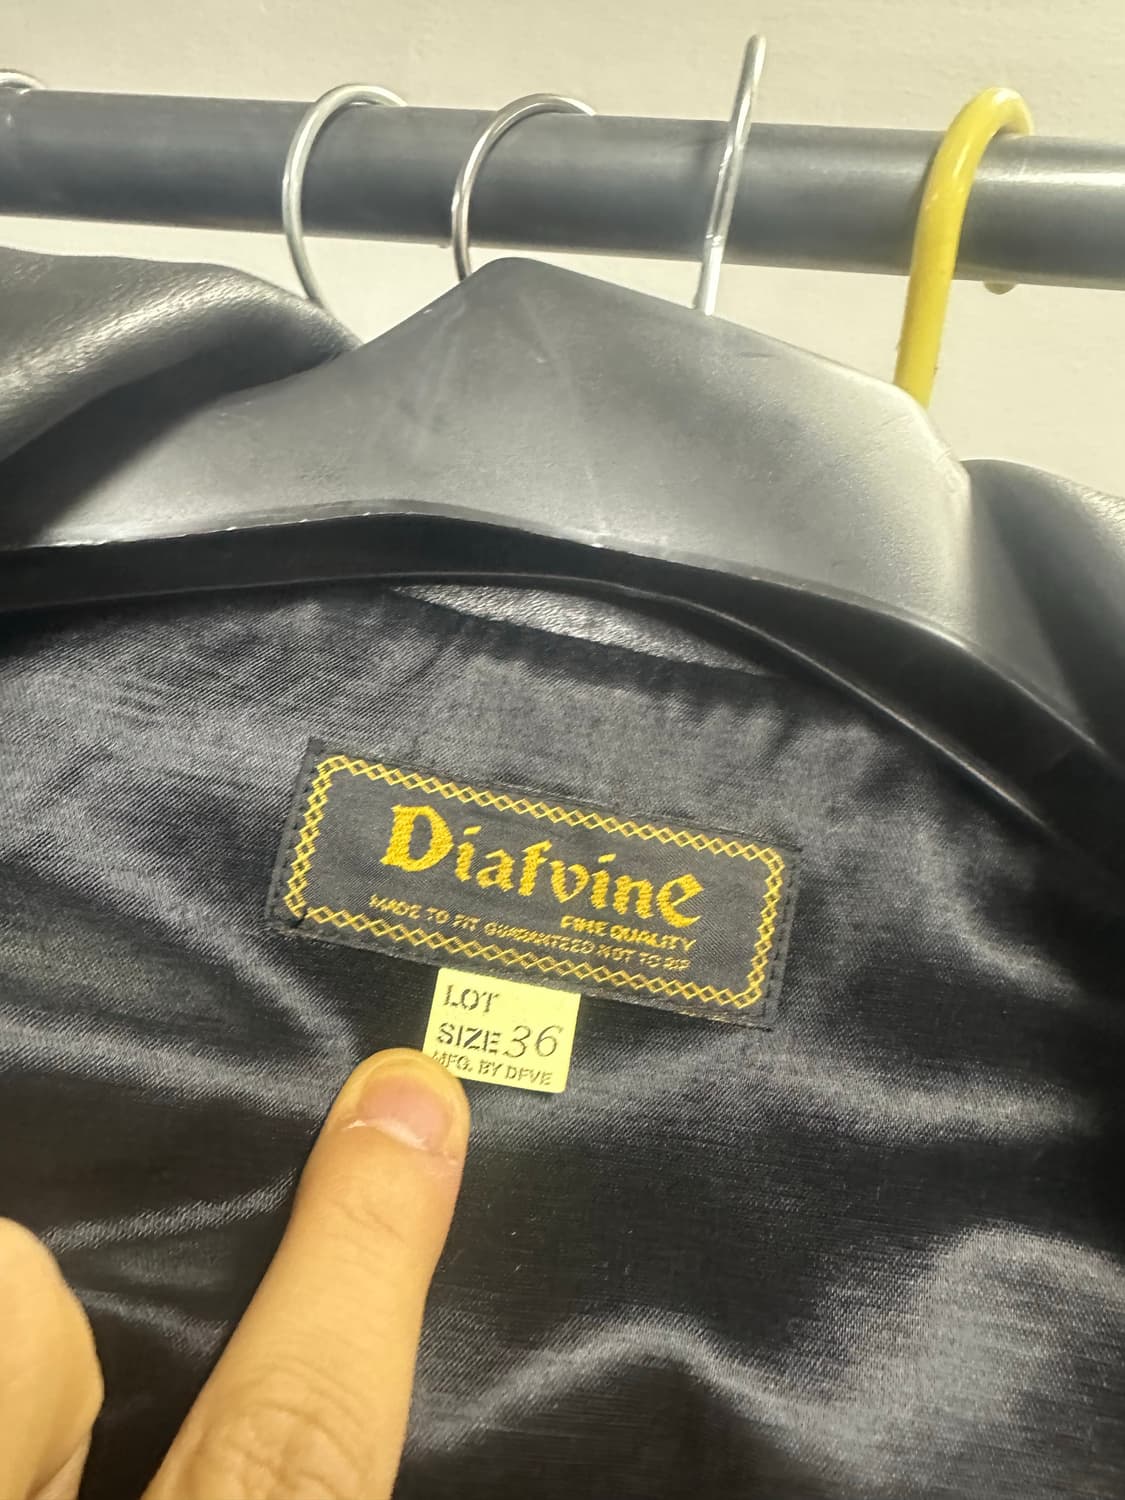 Diafvine
FINE QUALITY
MADE TO FIT GUARANTEED NOT TO RIP
LOT
SIZE 36
MFG. BY DFVE